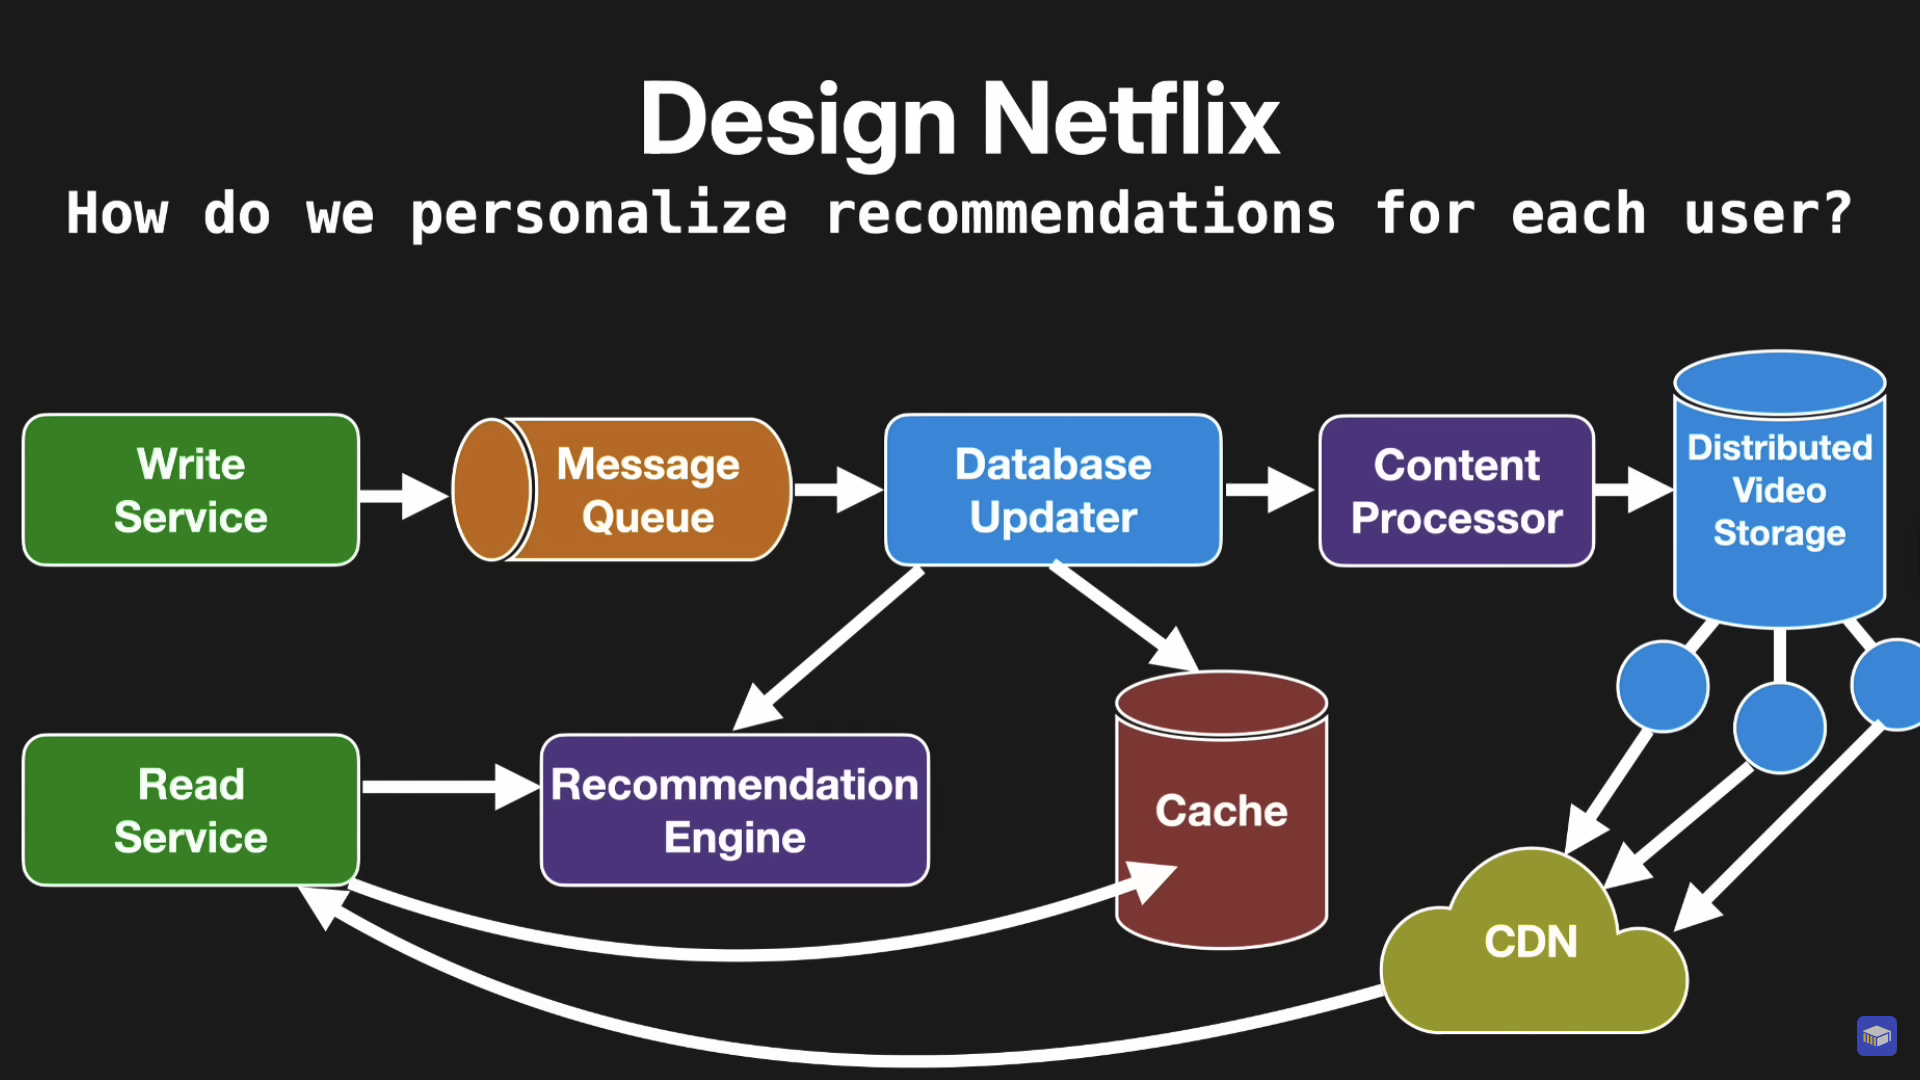 Design Netflix
How do we personalize recommendations for each user?
Write
Service
Message
Queue
Database
Updater
Content
Processor
Distributed
Video
Storage
Read
Service
Recommendation
Engine
Cache
CDN